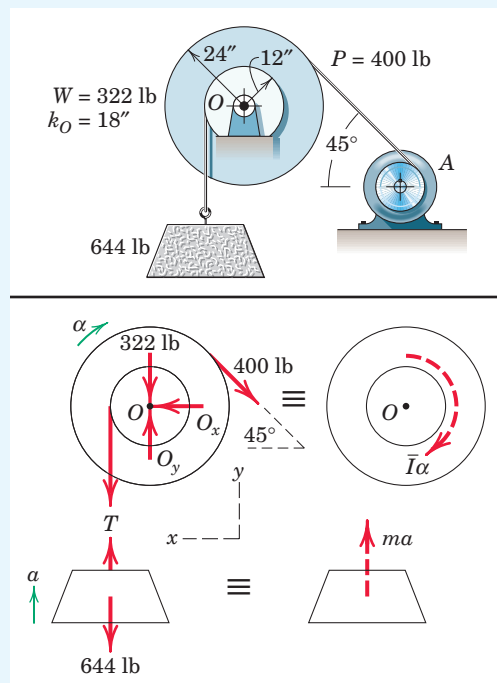 24″
12″
P = 400 lb
W = 322 lb
k_O = 18″
O
45°
A
644 lb
α
322 lb
400 lb
≡
O
O_x
45°
O_y
O
Īα
y
T
x
a
≡
ma
644 lb